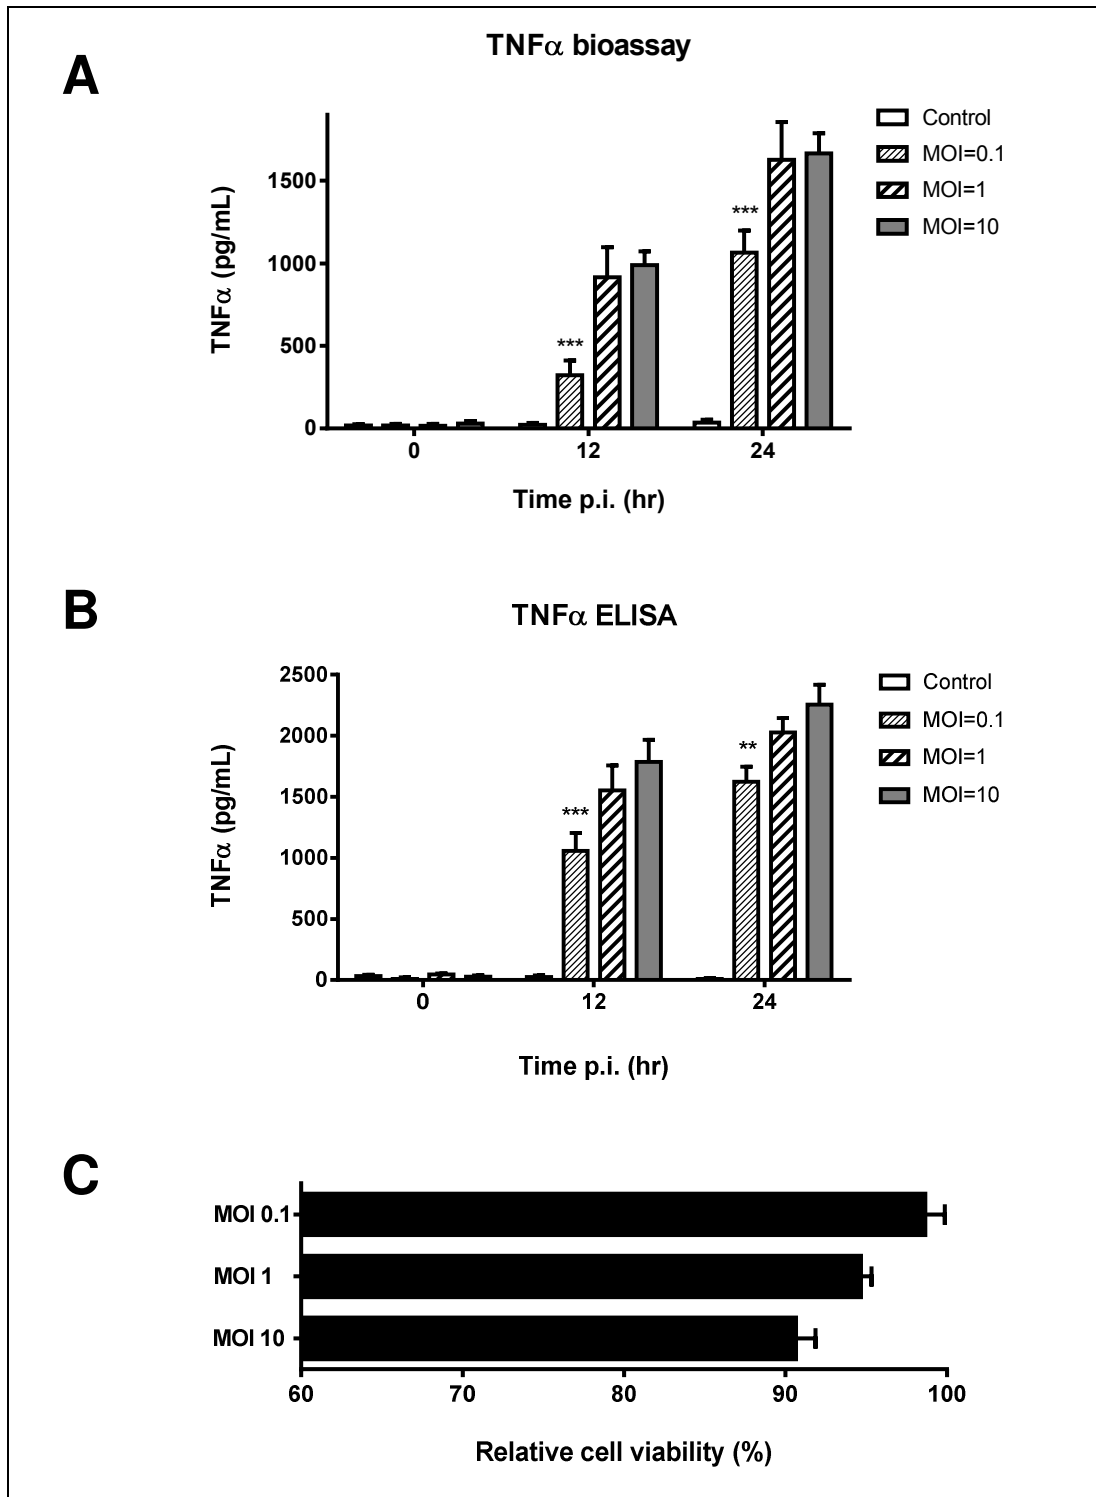 A
TNFα bioassay
Control
MOI=0.1
MOI=1
MOI=10
TNFα (pg/mL)
1500
1000
500
0
***
***
0 12 24
Time p.i. (hr)
B
TNFα ELISA
Control
MOI=0.1
MOI=1
MOI=10
TNFα (pg/mL)
2500
2000
1500
1000
500
0
***
**
0 12 24
Time p.i. (hr)
C
MOI 0.1
MOI 1
MOI 10
60 70 80 90 100
Relative cell viability (%)